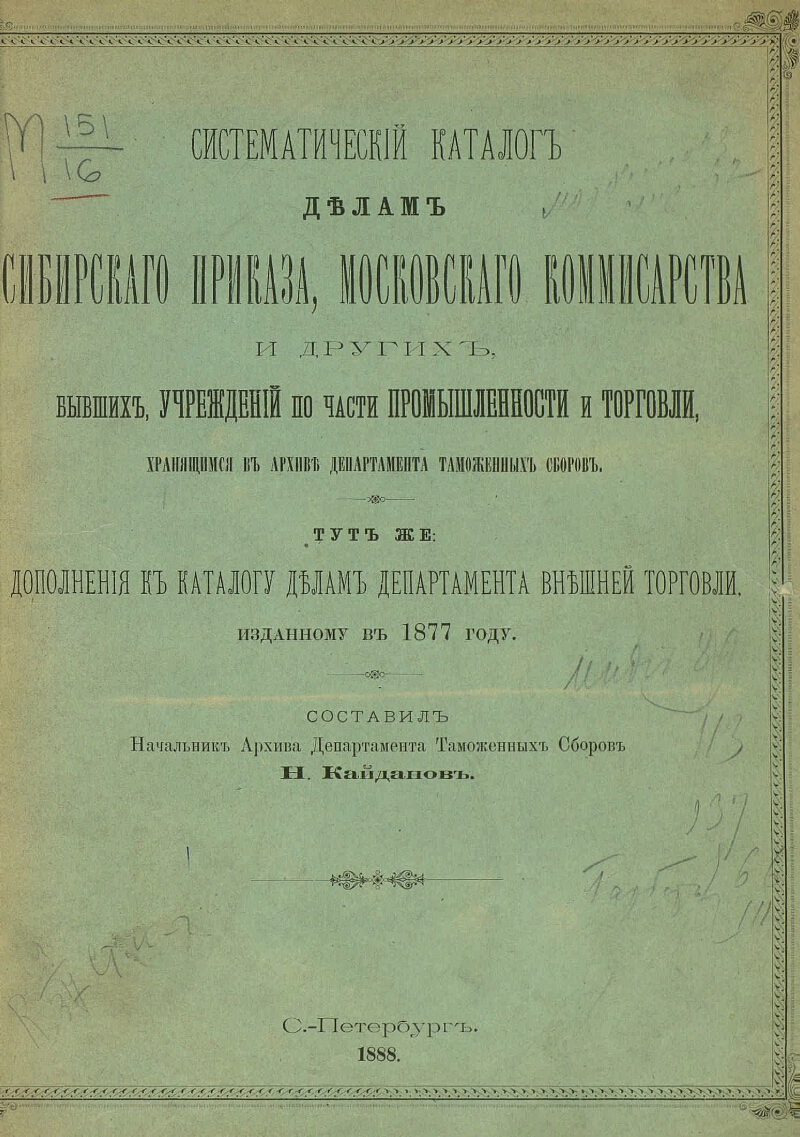 151
16
СИСТЕМАТИЧЕСКІЙ КАТАЛОГЪ
ДѢЛАМЪ
СИБИРСКАГО ПРИКАЗА, МОСКОВСКАГО КОММИСАРСТВА
И ДРУГИХЪ,
БЫВШИХЪ, УЧРЕЖДЕНІЙ ПО ЧАСТИ ПРОМЫШЛЕННОСТИ И ТОРГОВЛИ,
ХРАНЯЩИМСЯ ВЪ АРХИВѢ ДЕПАРТАМЕНТА ТАМОЖЕННЫХЪ СБОРОВЪ.
ТУТЪ ЖЕ:
ДОПОЛНЕНІЯ КЪ КАТАЛОГУ ДѢЛАМЪ ДЕПАРТАМЕНТА ВНѢШНЕЙ ТОРГОВЛИ,
ИЗДАННОМУ ВЪ 1877 ГОДУ.
СОСТАВИЛЪ
Начальникъ Архива Департамента Таможенныхъ Сборовъ
Н. Кайдановъ.
С.-Петербургъ.
1888.